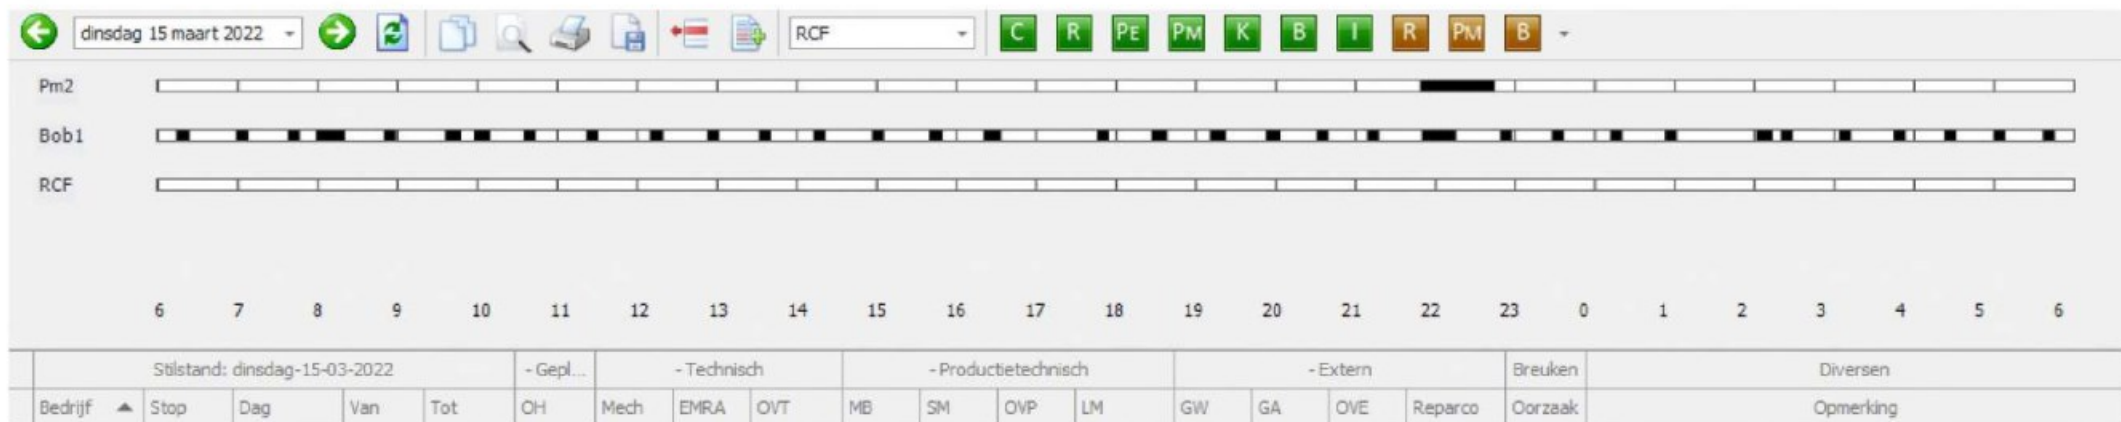 dinsdag 15 maart 2022 RCF C R PE PM K B I R PM B
Pm2
Bob1
RCF
6 7 8 9 10 11 12 13 14 15 16 17 18 19 20 21 22 23 0 1 2 3 4 5 6
Stilstand: dinsdag-15-03-2022 - Gepl... - Technisch - Productietechnisch - Extern Breuken Diversen
Bedrijf Stop Dag Van Tot OH Mech EMRA OVT MB SM OVP LM GW GA OVE Reparco Oorzaak Opmerking